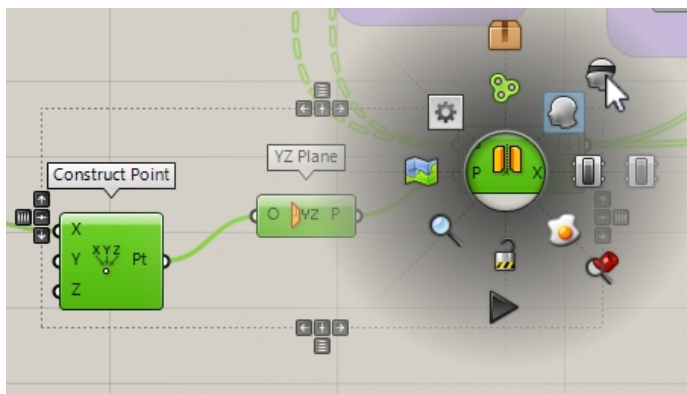 YZ Plane
Construct Point
P X
O YZ P
X
XYZ
Y Pt
Z